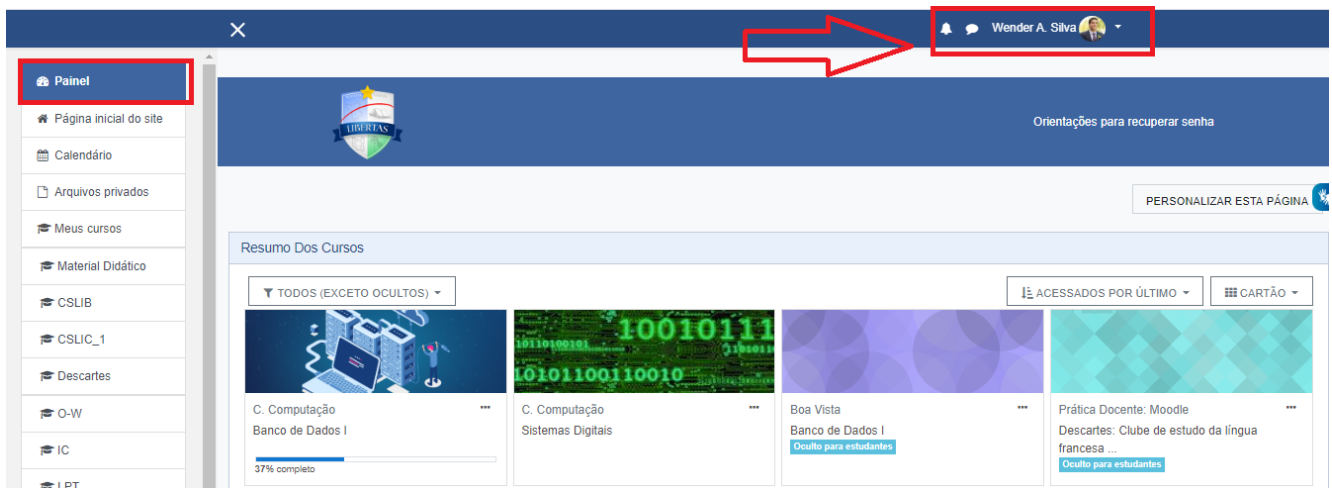 Wender A. Silva
Painel
Página inicial do site
Calendário
Arquivos privados
Meus cursos
Material Didático
CSLIB
CSLIC_1
Descartes
O-W
IC
LPT
LIBERTAS
Orientações para recuperar senha
PERSONALIZAR ESTA PÁGINA
Resumo Dos Cursos
TODOS (EXCETO OCULTOS)
ACESSADOS POR ÚLTIMO
CARTÃO
10010111
10110100101
10101100110010
C. Computação
...
Banco de Dados I
37% completo
C. Computação
...
Sistemas Digitais
Boa Vista
...
Banco de Dados I
Oculto para estudantes
Prática Docente: Moodle
...
Descartes: Clube de estudo da língua
francesa ...
Oculto para estudantes